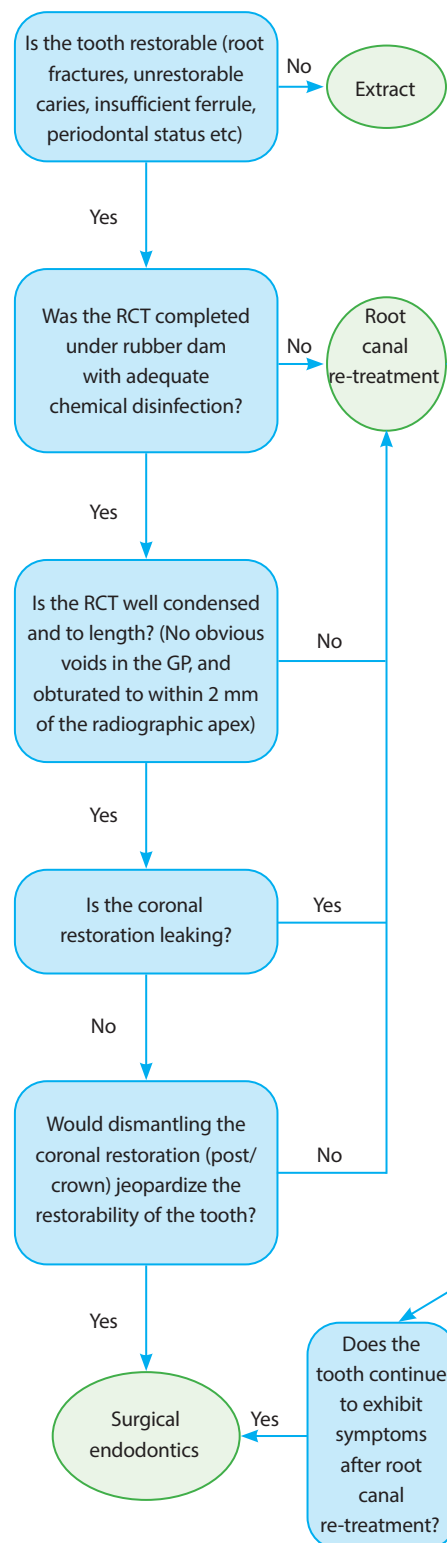 Is the tooth restorable (root
fractures, unrestorable
caries, insufficient ferrule,
periodontal status etc)
No
Extract
Yes
Was the RCT completed
under rubber dam
with adequate
chemical disinfection?
No
Root
canal
re-treatment
Yes
Is the RCT well condensed
and to length? (No obvious
voids in the GP, and
obturated to within 2 mm
of the radiographic apex)
No
Yes
Is the coronal
restoration leaking?
Yes
No
Would dismantling the
coronal restoration (post/
crown) jeopardize the
restorability of the tooth?
No
Yes
Surgical
endodontics
Yes
Does the
tooth continue
to exhibit
symptoms
after root
canal
re-treatment?